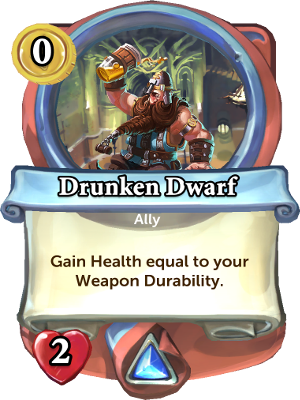 0
Drunken Dwarf
Ally
Gain Health equal to your
Weapon Durability.
2